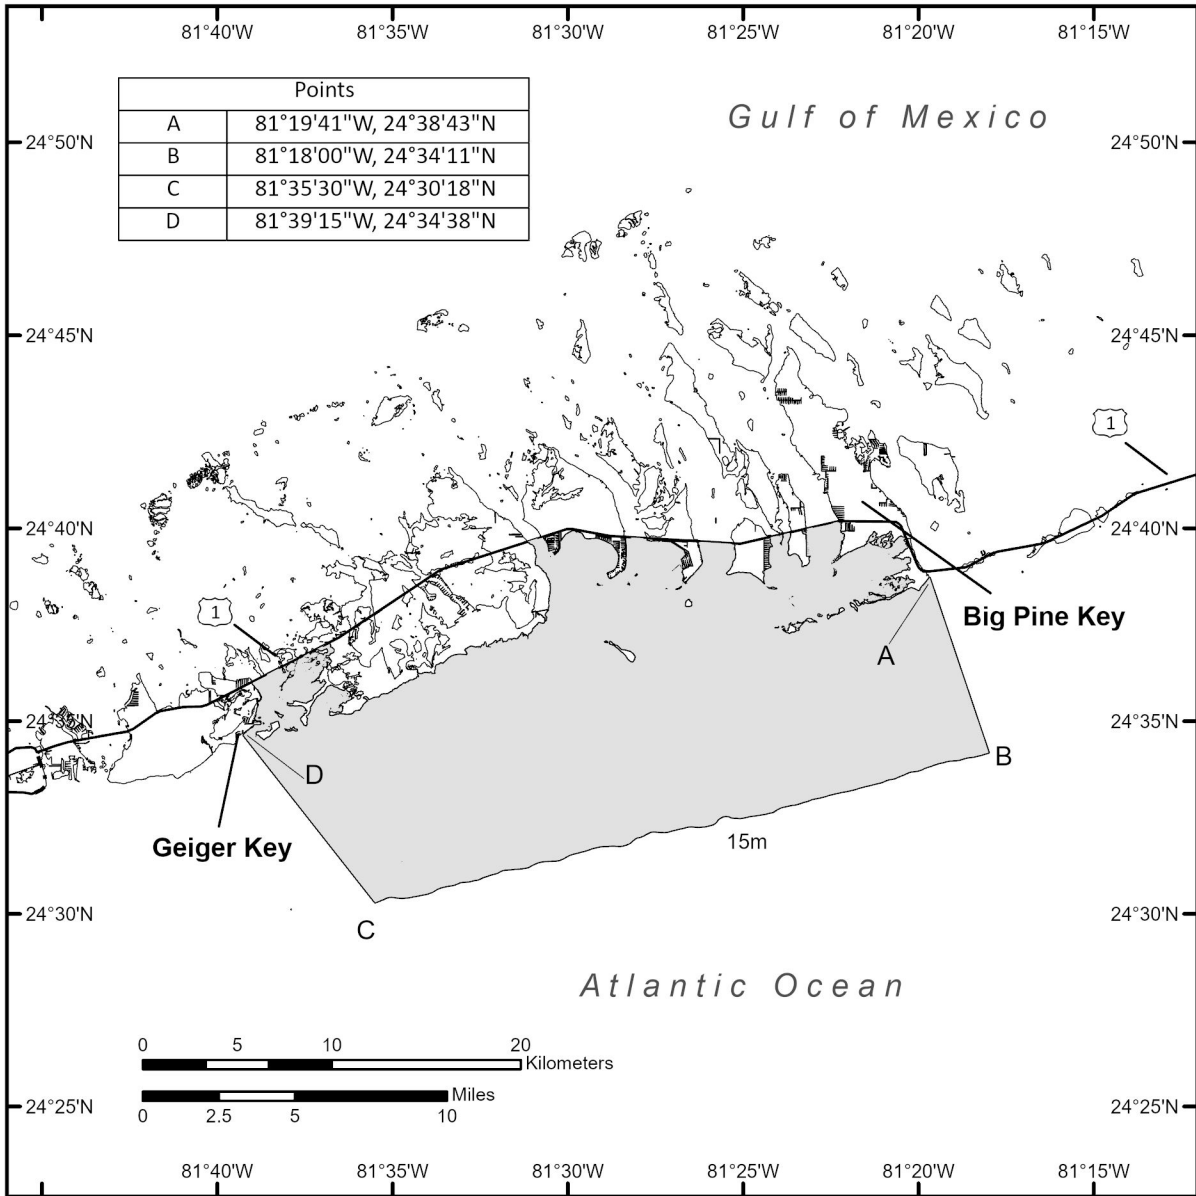 81°40'W 81°35'W 81°30'W 81°25'W 81°20'W 81°15'W
Points
A 81°19'41"W, 24°38'43"N
B 81°18'00"W, 24°34'11"N
C 81°35'30"W, 24°30'18"N
D 81°39'15"W, 24°34'38"N
Gulf of Mexico
24°50'N 24°50'N
24°45'N 24°45'N
1
24°40'N 24°40'N
1
Big Pine Key
A
24°35'N 24°35'N
B
D
Geiger Key
15m
24°30'N 24°30'N
C
Atlantic Ocean
0 5 10 20
Kilometers
Miles
0 2.5 5 10
24°25'N 24°25'N
81°40'W 81°35'W 81°30'W 81°25'W 81°20'W 81°15'W